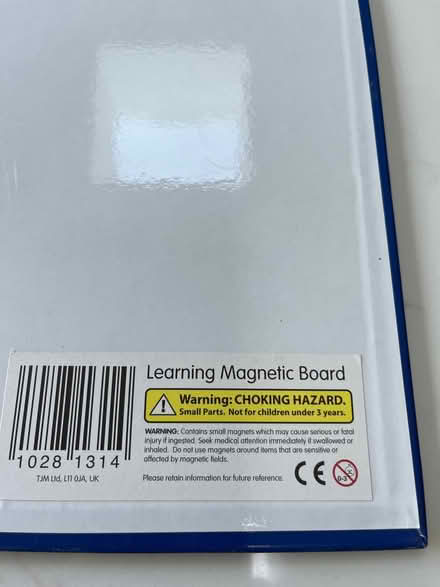 Learning Magnetic Board
Warning: CHOKING HAZARD.
Small Parts. Not for children under 3 years.
WARNING: Contains small magnets which may cause serious or fatal
injury if ingested. Seek medical attention immediately if swallowed or
inhaled. Do not use magnets around items that are sensitive or
affected by magnetic fields.
Please retain information for future reference.
CE
0-3
1028 1314
TJM Ltd, L11 0JA, UK